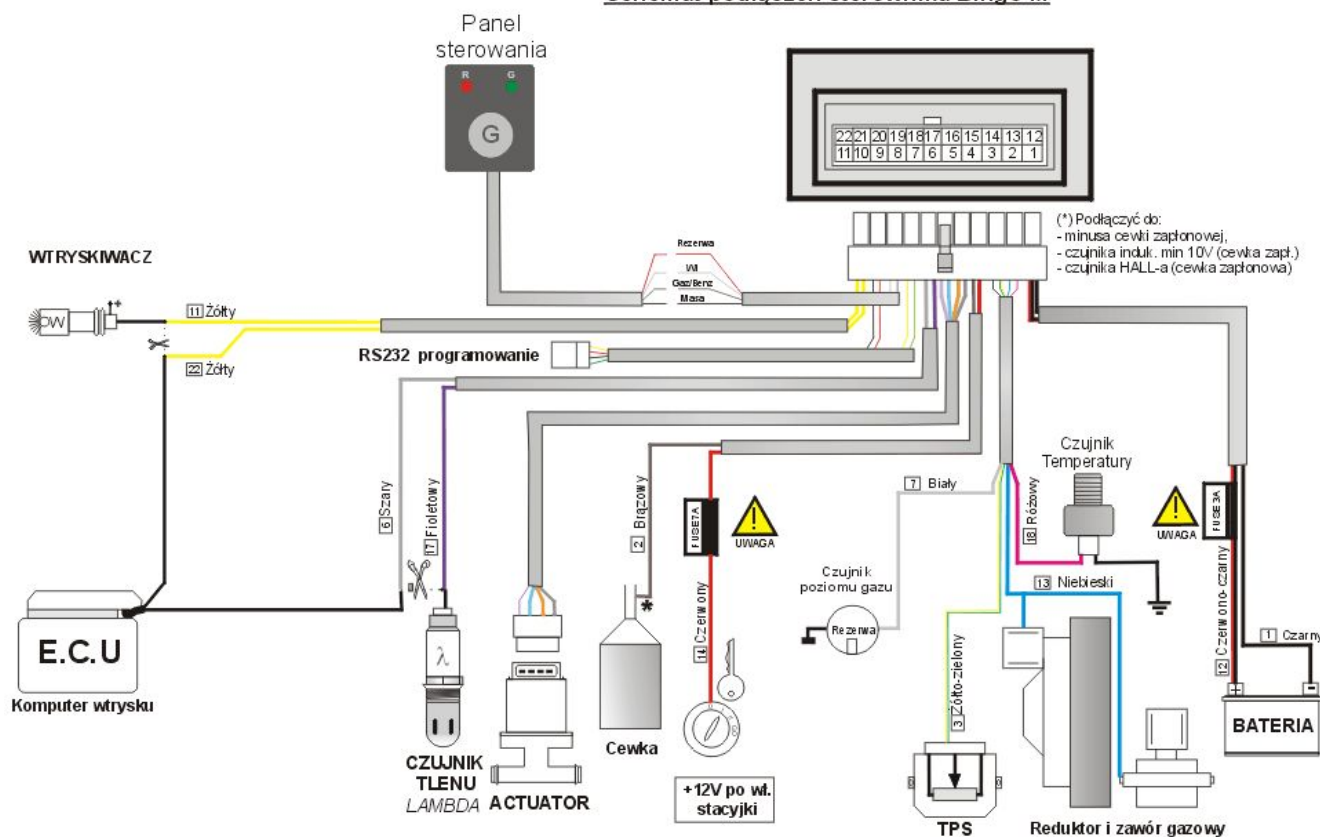 Panel
sterowania
R G
G
22 21 20 19 18 17 16 15 14 13 12
11 10 9 8 7 6 5 4 3 2 1
(*) Podłączyć do:
- minusa cewki zapłonowej,
- czujnika induk. min 10V (cewka zapł.)
- czujnika HALL-a (cewka zapłonowa)
Rezerwa
WI
Gaz/Benz
Masa
WTRYSKIWACZ
+
11 Żółty
22 Żółty
RS232 programowanie
6 Szary
17 Fioletowy
2 Brązowy
FUSE7A
UWAGA
14 Czerwony
7 Biały
18 Różowy
Czujnik
Temperatury
UWAGA
FUSE3A
13 Niebieski
Czujnik
poziomu gazu
Rezerwa
3 Żółto-zielony
12 Czerwono-czarny
1 Czarny
+ -
BATERIA
E.C.U
Komputer wtrysku
λ
CZUJNIK
TLENU
LAMBDA
ACTUATOR
*
Cewka
+12V po wł.
stacyjki
TPS
Reduktor i zawór gazowy